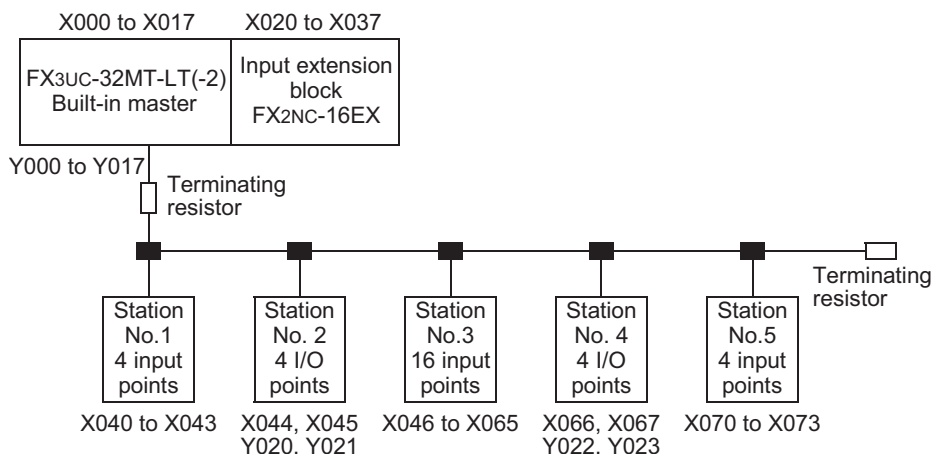 X000 to X017
X020 to X037
FX3UC-32MT-LT(-2)
Built-in master
Input extension
block
FX2NC-16EX
Y000 to Y017
Terminating
resistor
Terminating
resistor
Station
No.1
4 input
points
Station
No. 2
4 I/O
points
Station
No.3
16 input
points
Station
No. 4
4 I/O
points
Station
No.5
4 input
points
X040 to X043
X044, X045
Y020, Y021
X046 to X065
X066, X067
Y022, Y023
X070 to X073